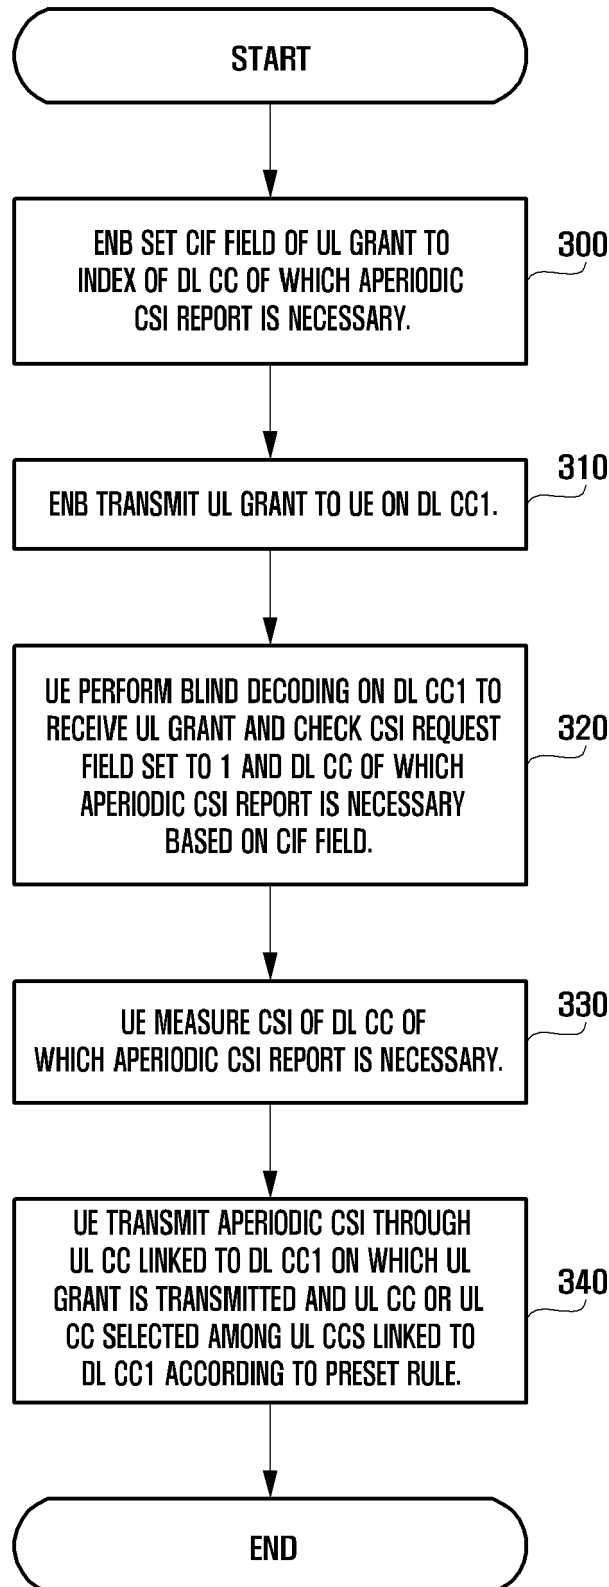 START
ENB SET CIF FIELD OF UL GRANT TO
INDEX OF DL CC OF WHICH APERIODIC
CSI REPORT IS NECESSARY.
300
ENB TRANSMIT UL GRANT TO UE ON DL CC1.
310
UE PERFORM BLIND DECODING ON DL CC1 TO
RECEIVE UL GRANT AND CHECK CSI REQUEST
FIELD SET TO 1 AND DL CC OF WHICH
APERIODIC CSI REPORT IS NECESSARY
BASED ON CIF FIELD.
320
UE MEASURE CSI OF DL CC OF
WHICH APERIODIC CSI REPORT IS NECESSARY.
330
UE TRANSMIT APERIODIC CSI THROUGH
UL CC LINKED TO DL CC1 ON WHICH UL
GRANT IS TRANSMITTED AND UL CC OR UL
CC SELECTED AMONG UL CCS LINKED TO
DL CC1 ACCORDING TO PRESET RULE.
340
END